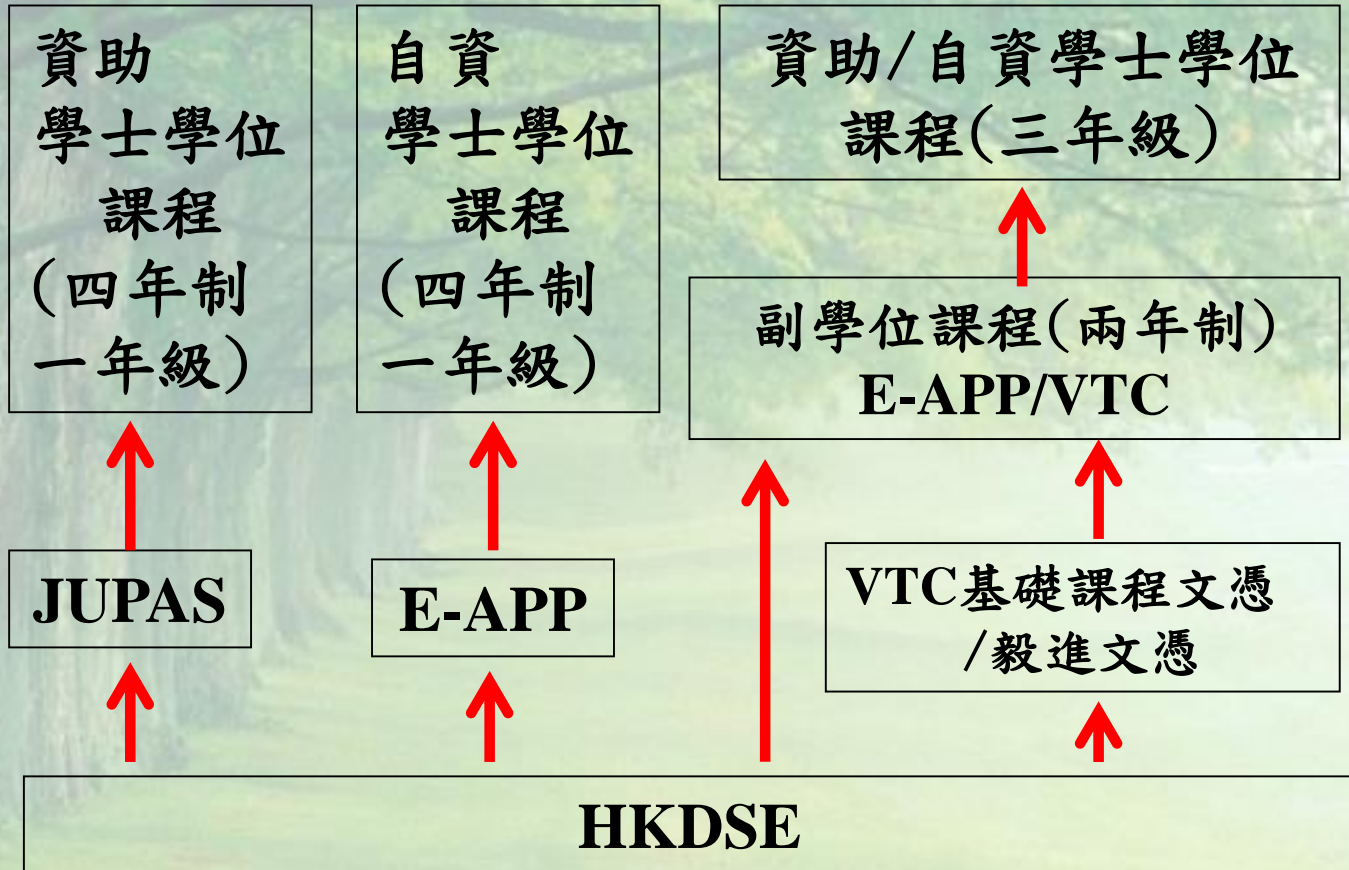 資助
學士學位
課程
(四年制
一年級)
自資
學士學位
課程
(四年制
一年級)
資助/自資學士學位
課程(三年級)
副學位課程(兩年制)
E-APP/VTC
JUPAS
E-APP
VTC基礎課程文憑
/毅進文憑
HKDSE